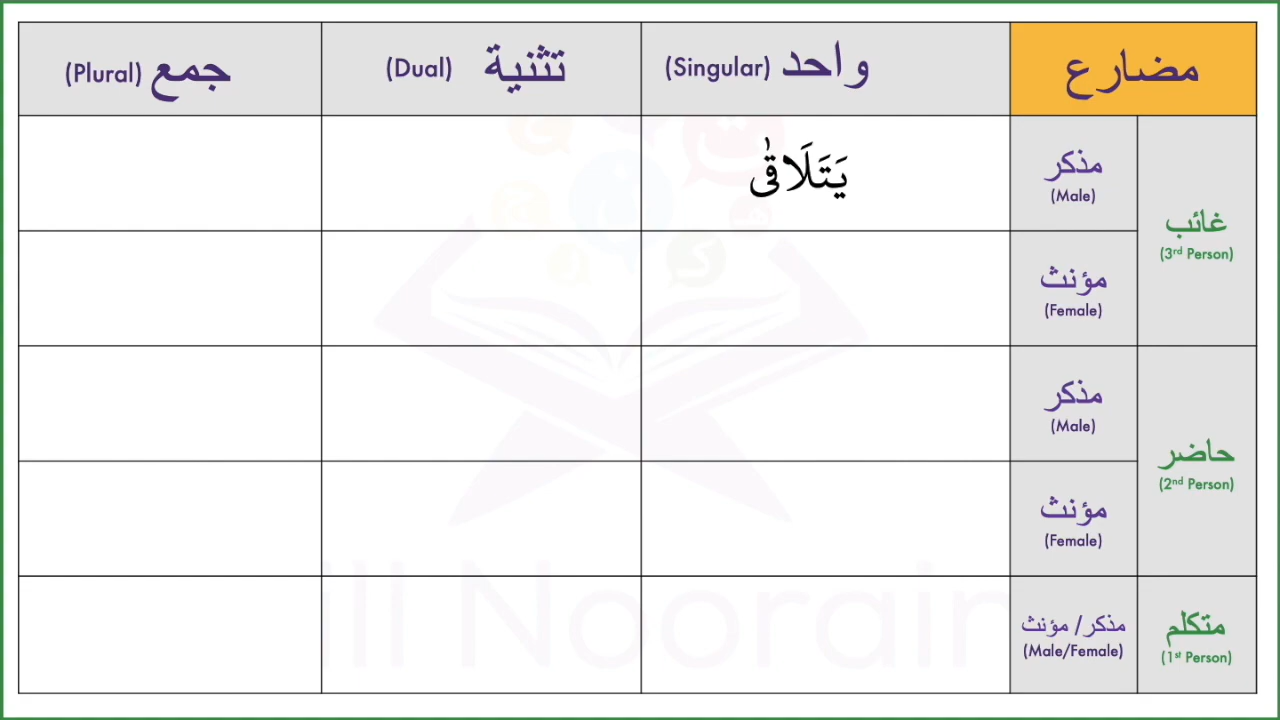 مضارع
واحد (Singular)
تثنية (Dual)
جمع (Plural)
غائب
(3rd Person)
مذكر
(Male)
يَتَلَاقٰى
مؤنث
(Female)
حاضر
(2nd Person)
مذكر
(Male)
مؤنث
(Female)
متكلم
(1st Person)
مذكر/ مؤنث
(Male/Female)